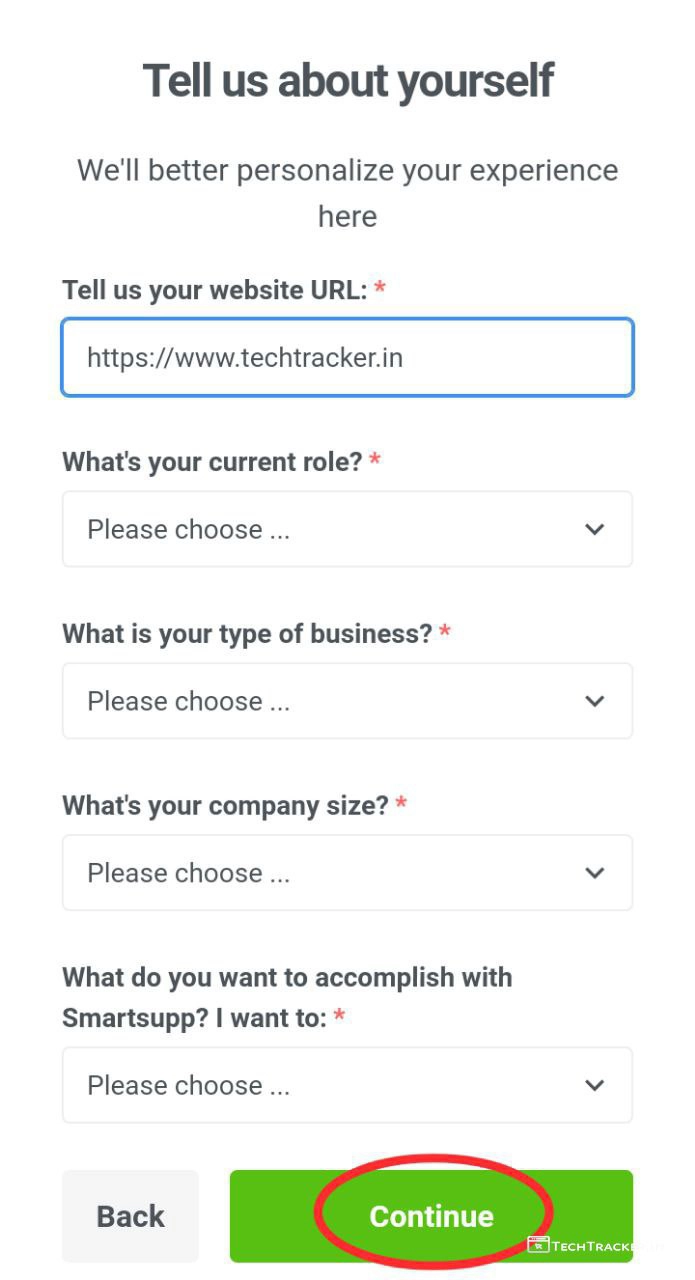 Tell us about yourself
We'll better personalize your experience
here
Tell us your website URL: *
https://www.techtracker.in
What's your current role? *
Please choose ...
What is your type of business? *
Please choose ...
What's your company size? *
Please choose ...
What do you want to accomplish with
Smartsupp? I want to: *
Please choose ...
Back
Continue